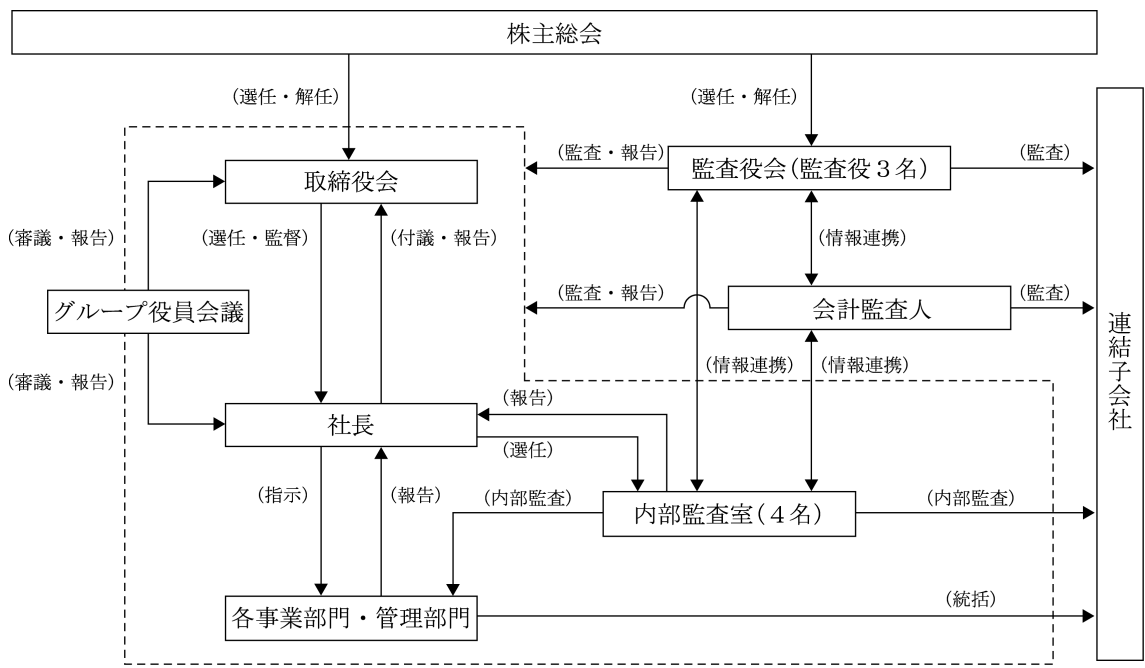 株主総会
(選任・解任)
(選任・解任)
取締役会
(監査・報告)
監査役会(監査役３名)
(監査)
(審議・報告)
(選任・監督)
(付議・報告)
(情報連携)
グループ役員会議
(監査・報告)
会計監査人
(監査)
連結子会社
(審議・報告)
(情報連携)
(情報連携)
社長
(報告)
(選任)
(指示)
(報告)
(内部監査)
内部監査室(４名)
(内部監査)
各事業部門・管理部門
(統括)